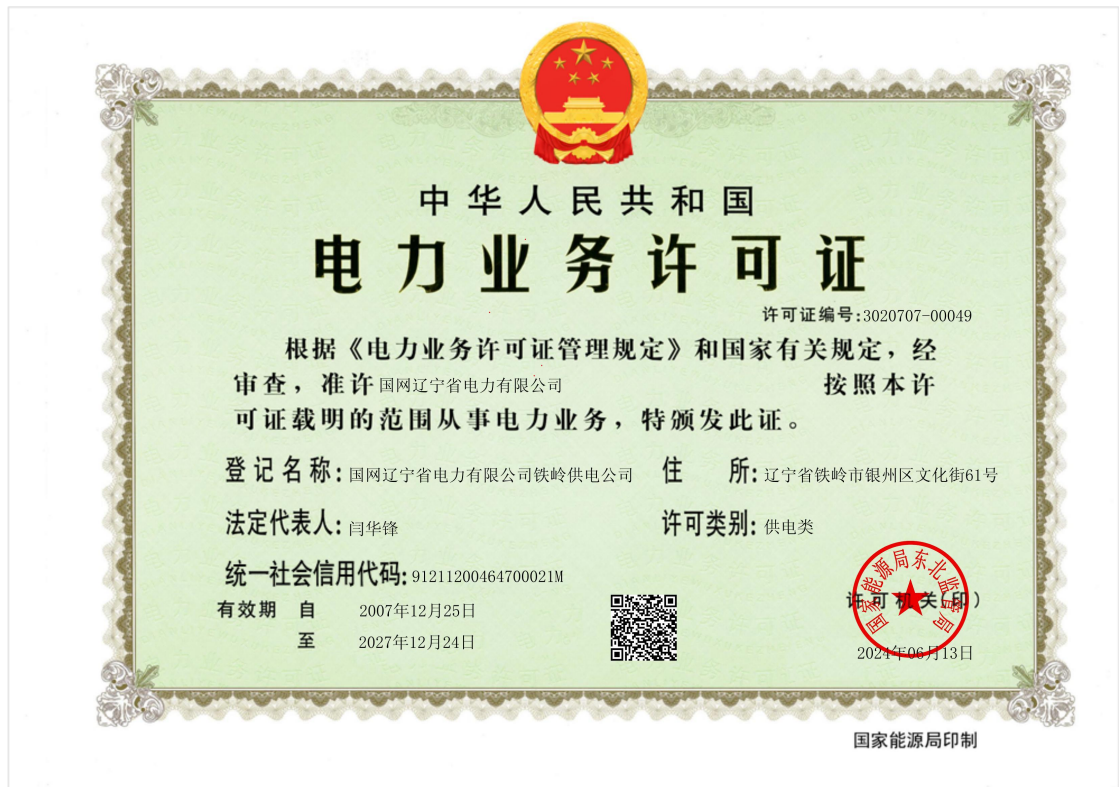 中华人民共和国
电力业务许可证
许可证编号:3020707-00049
根据《电力业务许可证管理规定》和国家有关规定，经
审查，准许 国网辽宁省电力有限公司 按照本许
可证载明的范围从事电力业务，特颁发此证。
登记名称: 国网辽宁省电力有限公司铁岭供电公司 住 所: 辽宁省铁岭市银州区文化街61号
法定代表人: 闫华锋 许可类别: 供电类
统一社会信用代码: 91211200464700021M
国家能源局东北监管局
许可机关(印)
有效期 自 2007年12月25日
至 2027年12月24日
2024年06月13日
国家能源局印制